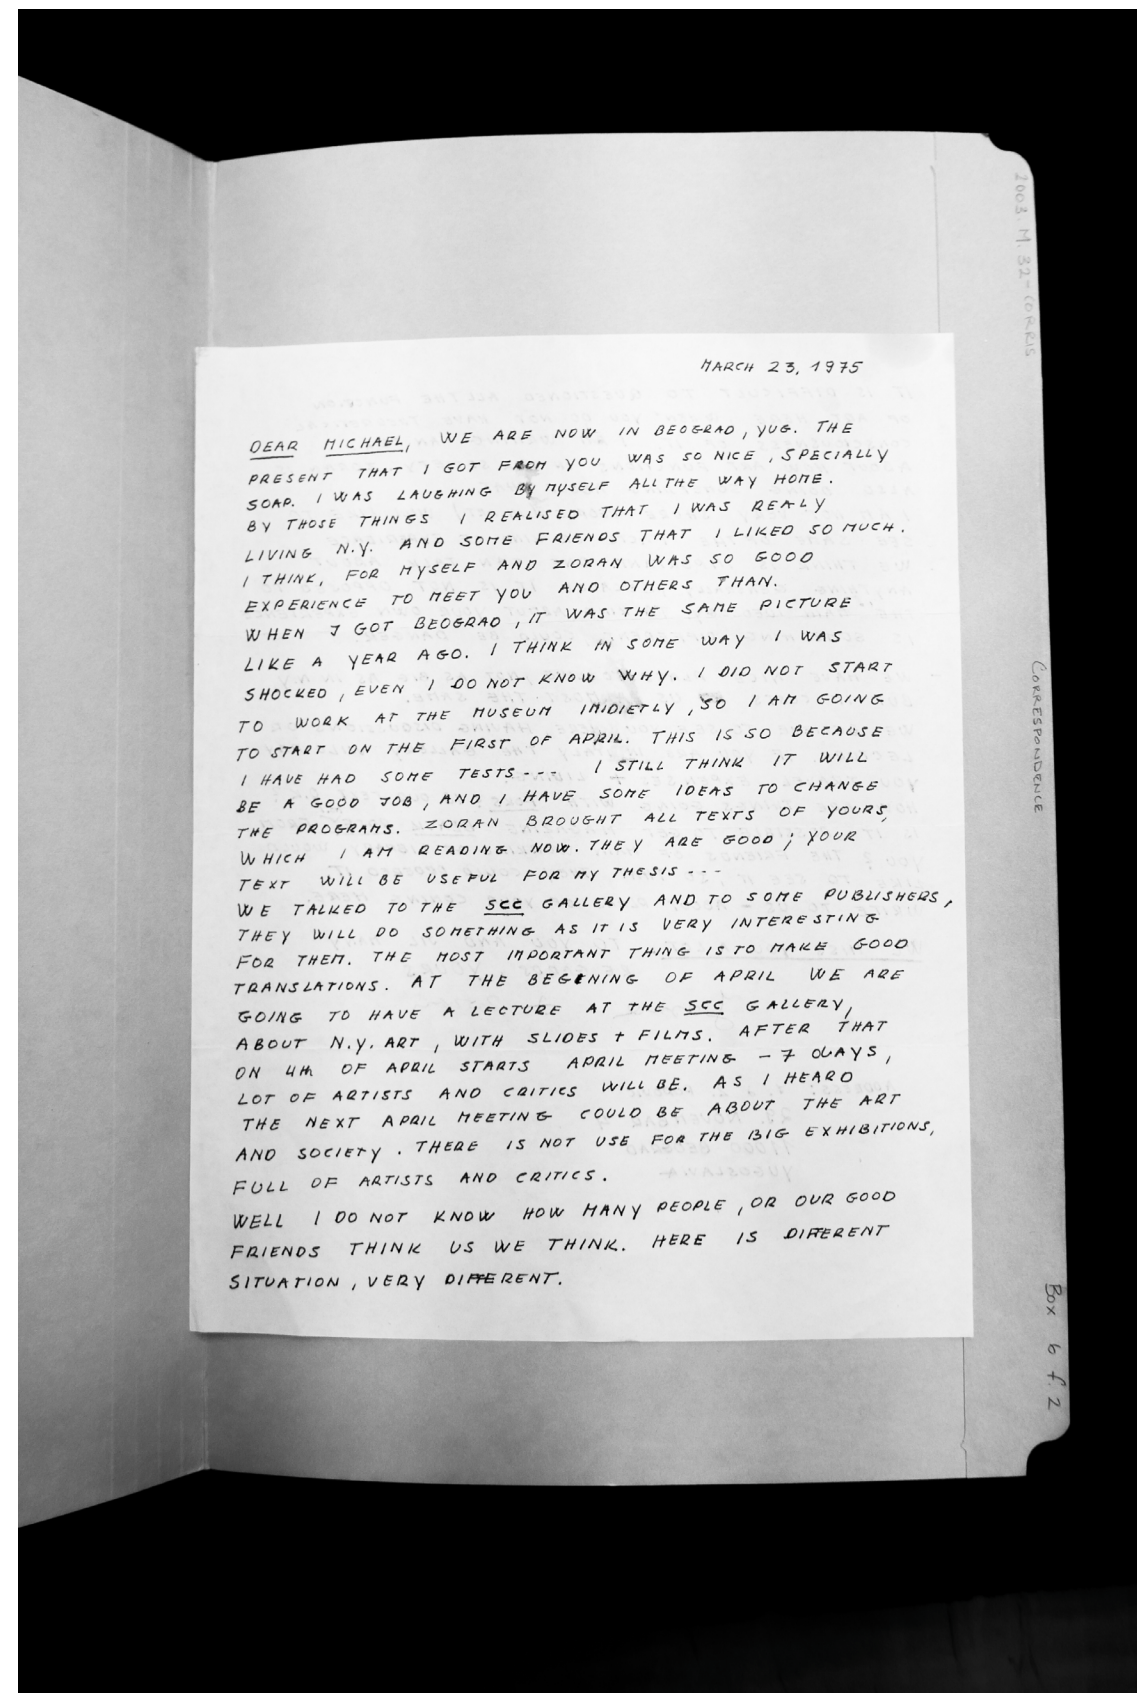 MARCH 23, 1975
DEAR MICHAEL, WE ARE NOW IN BEOGRAD, YUG. THE
PRESENT THAT I GOT FROM YOU WAS SO NICE, SPECIALLY
SOAP. I WAS LAUGHING BY MYSELF ALL THE WAY HOME.
BY THOSE THINGS I REALISED THAT I WAS REALY
LIVING N.Y. AND SOME FRIENDS THAT I LIKED SO MUCH.
I THINK, FOR MYSELF AND ZORAN WAS SO GOOD
EXPERIENCE TO MEET YOU AND OTHERS THAN.
WHEN I GOT BEOGRAD, IT WAS THE SAME PICTURE
LIKE A YEAR AGO. I THINK IN SOME WAY I WAS
SHOCKED, EVEN I DO NOT KNOW WHY. I DID NOT START
TO WORK AT THE MUSEUM IMIDIETLY, SO I AM GOING
TO START ON THE FIRST OF APRIL. THIS IS SO BECAUSE
I HAVE HAD SOME TESTS --- I STILL THINK IT WILL
BE A GOOD JOB, AND I HAVE SOME IDEAS TO CHANGE
THE PROGRAMS. ZORAN BROUGHT ALL TEXTS OF YOURS,
WHICH I AM READING NOW. THEY ARE GOOD; YOUR
TEXT WILL BE USEFUL FOR MY THESIS ---
WE TALKED TO THE SCC GALLERY AND TO SOME PUBLISHERS,
THEY WILL DO SOMETHING AS IT IS VERY INTERESTING
FOR THEM. THE MOST IMPORTANT THING IS TO MAKE GOOD
TRANSLATIONS. AT THE BEGENING OF APRIL WE ARE
GOING TO HAVE A LECTURE AT THE SCC GALLERY,
ABOUT N.Y. ART, WITH SLIDES + FILMS. AFTER THAT
ON 4th OF APRIL STARTS APRIL MEETING - 7 DAYS,
LOT OF ARTISTS AND CRITICS WILL BE. AS I HEARD
THE NEXT APRIL MEETING COULD BE ABOUT THE ART
AND SOCIETY. THERE IS NOT USE FOR THE BIG EXHIBITIONS,
FULL OF ARTISTS AND CRITICS.
WELL I DO NOT KNOW HOW MANY PEOPLE, OR OUR GOOD
FRIENDS THINK US WE THINK. HERE IS DIFFERENT
SITUATION, VERY DIFFERENT.
2003.M.32-CORRIS
CORRESPONDENCE
Box 6 f.2